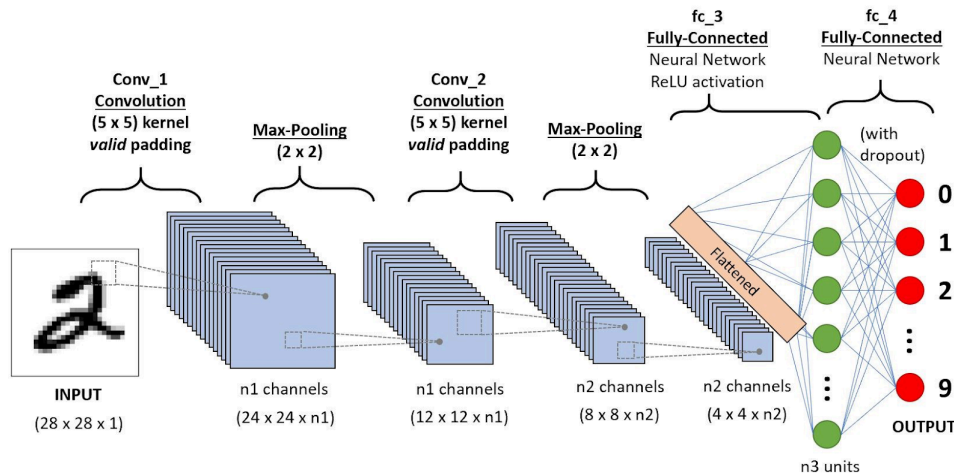 Conv_1
Convolution
(5 x 5) kernel
valid padding
Max-Pooling
(2 x 2)
Conv_2
Convolution
(5 x 5) kernel
valid padding
Max-Pooling
(2 x 2)
fc_3
Fully-Connected
Neural Network
ReLU activation
fc_4
Fully-Connected
Neural Network
(with
dropout)
2
INPUT
(28 x 28 x 1)
n1 channels
(24 x 24 x n1)
n1 channels
(12 x 12 x n1)
n2 channels
(8 x 8 x n2)
n2 channels
(4 x 4 x n2)
Flattened
n3 units
0
1
2
9
OUTPUT